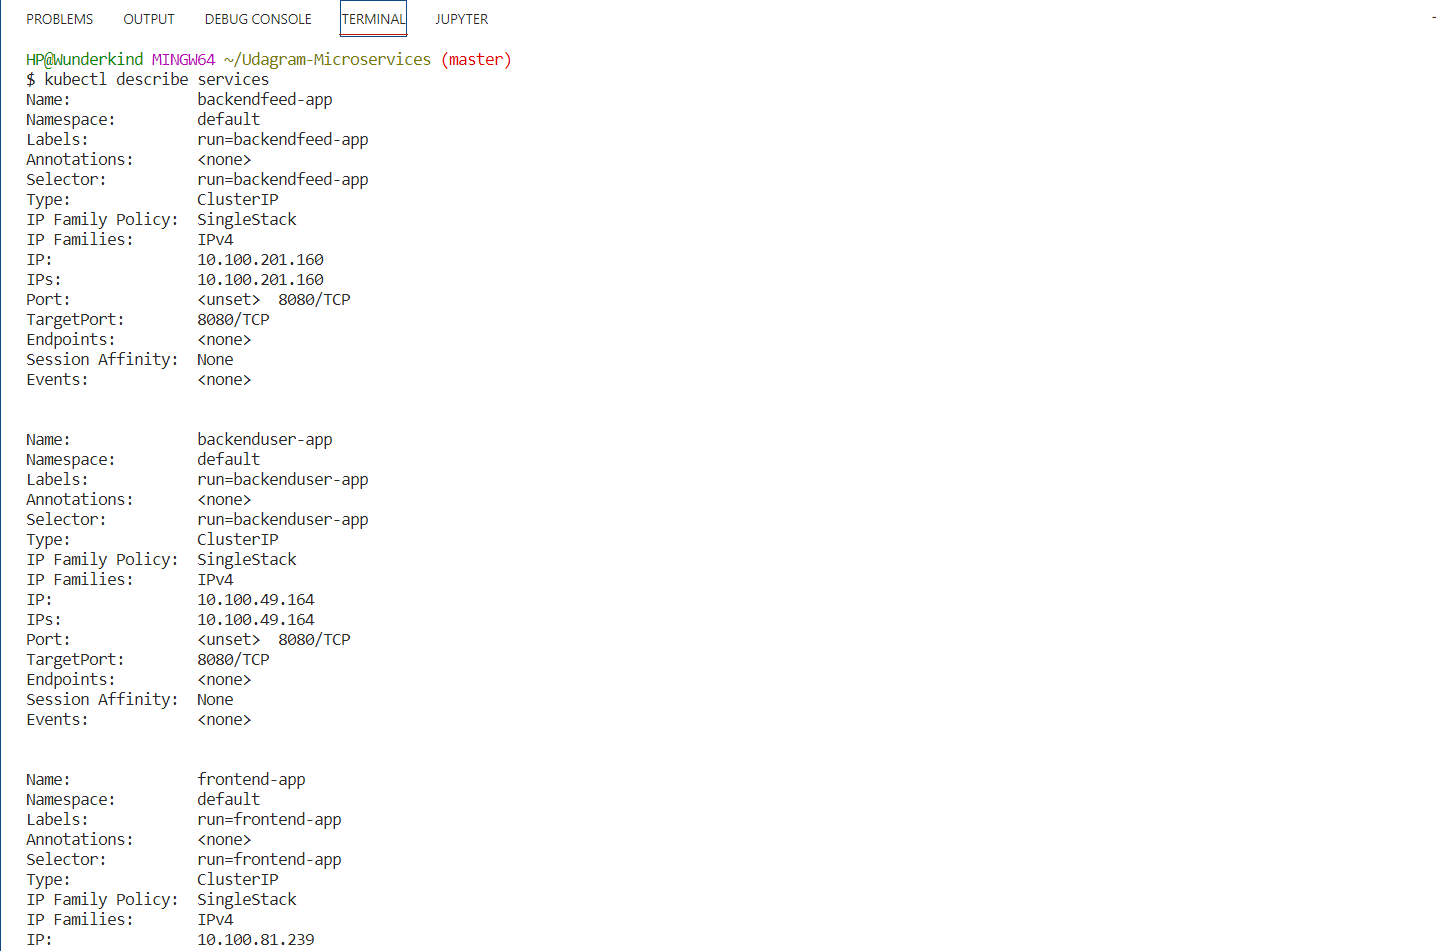 PROBLEMS OUTPUT DEBUG CONSOLE TERMINAL JUPYTER
HP@Wunderkind MINGW64 ~/Udagram-Microservices (master)
$ kubectl describe services
Name:              backendfeed-app
Namespace:         default
Labels:            run=backendfeed-app
Annotations:       <none>
Selector:          run=backendfeed-app
Type:              ClusterIP
IP Family Policy:  SingleStack
IP Families:       IPv4
IP:                10.100.201.160
IPs:               10.100.201.160
Port:              <unset>  8080/TCP
TargetPort:        8080/TCP
Endpoints:         <none>
Session Affinity:  None
Events:            <none>
Name:              backenduser-app
Namespace:         default
Labels:            run=backenduser-app
Annotations:       <none>
Selector:          run=backenduser-app
Type:              ClusterIP
IP Family Policy:  SingleStack
IP Families:       IPv4
IP:                10.100.49.164
IPs:               10.100.49.164
Port:              <unset>  8080/TCP
TargetPort:        8080/TCP
Endpoints:         <none>
Session Affinity:  None
Events:            <none>
Name:              frontend-app
Namespace:         default
Labels:            run=frontend-app
Annotations:       <none>
Selector:          run=frontend-app
Type:              ClusterIP
IP Family Policy:  SingleStack
IP Families:       IPv4
IP:                10.100.81.239